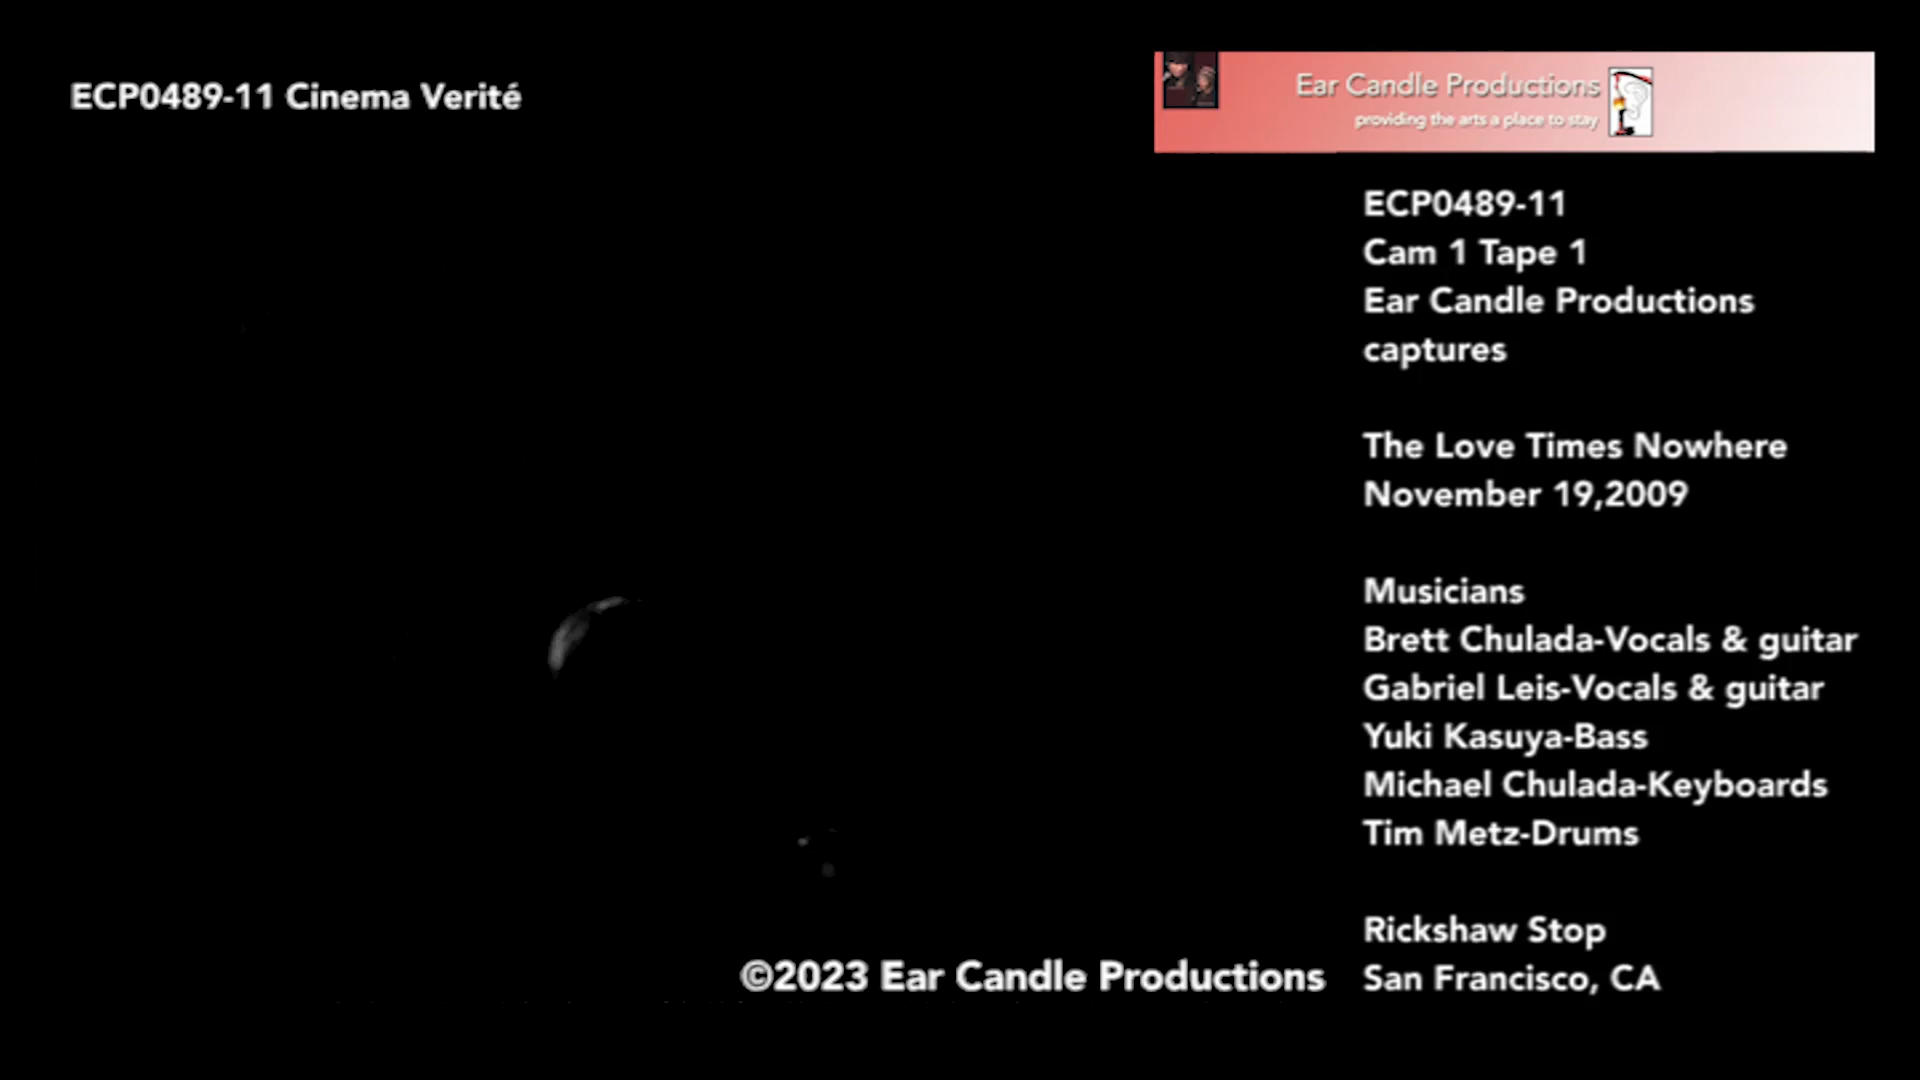 ECP0489-11 Cinema Verité
Ear Candle Productions
providing the arts a place to stay
ECP0489-11
Cam 1 Tape 1
Ear Candle Productions
captures
The Love Times Nowhere
November 19,2009
Musicians
Brett Chulada-Vocals & guitar
Gabriel Leis-Vocals & guitar
Yuki Kasuya-Bass
Michael Chulada-Keyboards
Tim Metz-Drums
Rickshaw Stop
San Francisco, CA
©2023 Ear Candle Productions